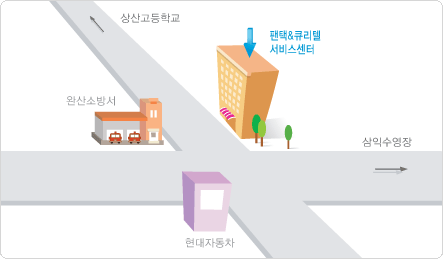 상산고등학교
팬택&큐리텔
서비스센터
완산소방서
삼익수영장
현대자동차